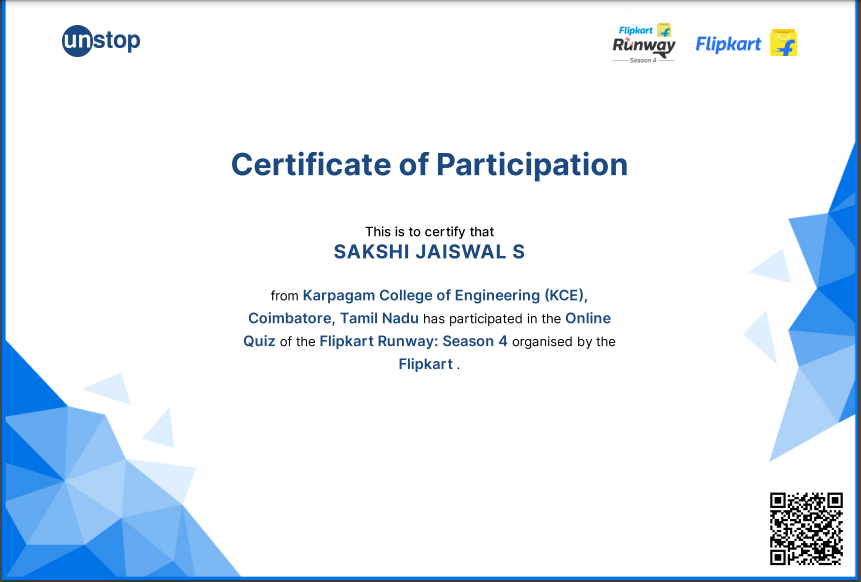 unstop
Flipkart
Runway
Season 4
Flipkart
Certificate of Participation
This is to certify that
SAKSHI JAISWAL S
from Karpagam College of Engineering (KCE),
Coimbatore, Tamil Nadu has participated in the Online
Quiz of the Flipkart Runway: Season 4 organised by the
Flipkart .